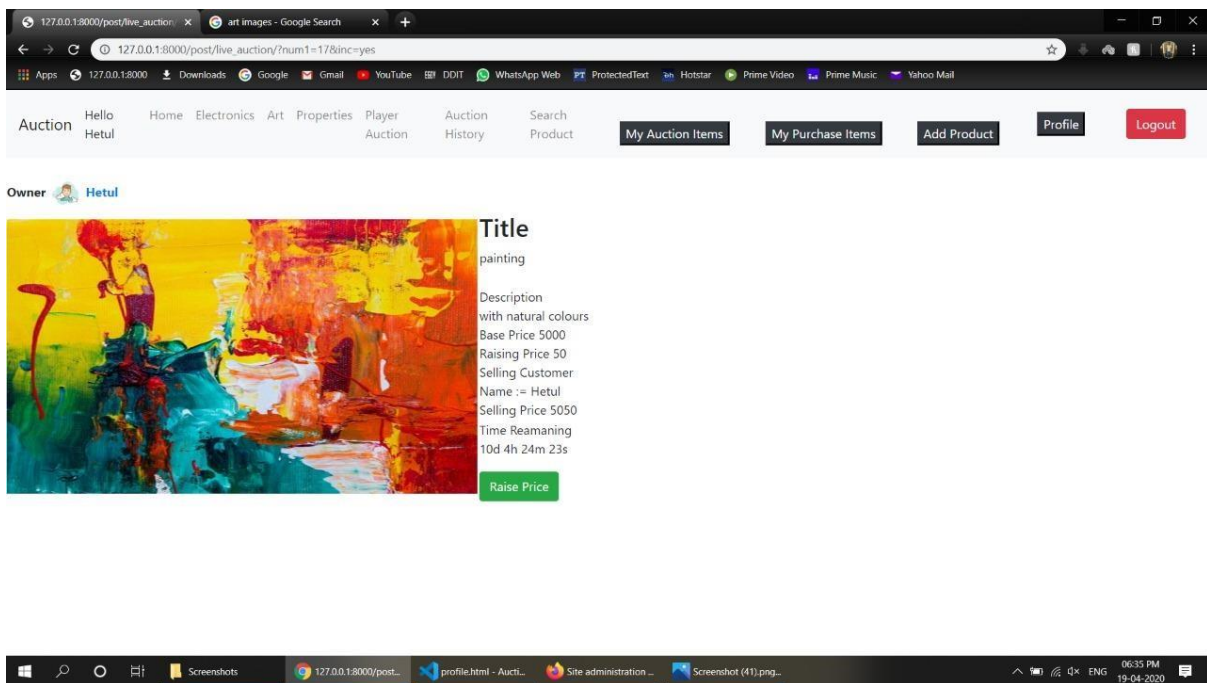 127.0.0.1:8000/post/live_auction/
art images - Google Search
127.0.0.1:8000/post/live_auction/?num1=17&inc=yes
Apps 127.0.0.1:8000 Downloads Google Gmail YouTube DDIT WhatsApp Web PT ProtectedText Hotstar Prime Video Prime Music Yahoo Mail
Auction Hello Hetul Home Electronics Art Properties Player Auction Auction History Search Product My Auction Items My Purchase Items Add Product Profile Logout
Owner Hetul
Title
painting
Description
with natural colours
Base Price 5000
Raising Price 50
Selling Customer
Name := Hetul
Selling Price 5050
Time Reamaning
10d 4h 24m 23s
Raise Price
Screenshots 127.0.0.1:8000/post... profile.html - Aucti... Site administration ... Screenshot (41).png... ENG 06:35 PM
19-04-2020